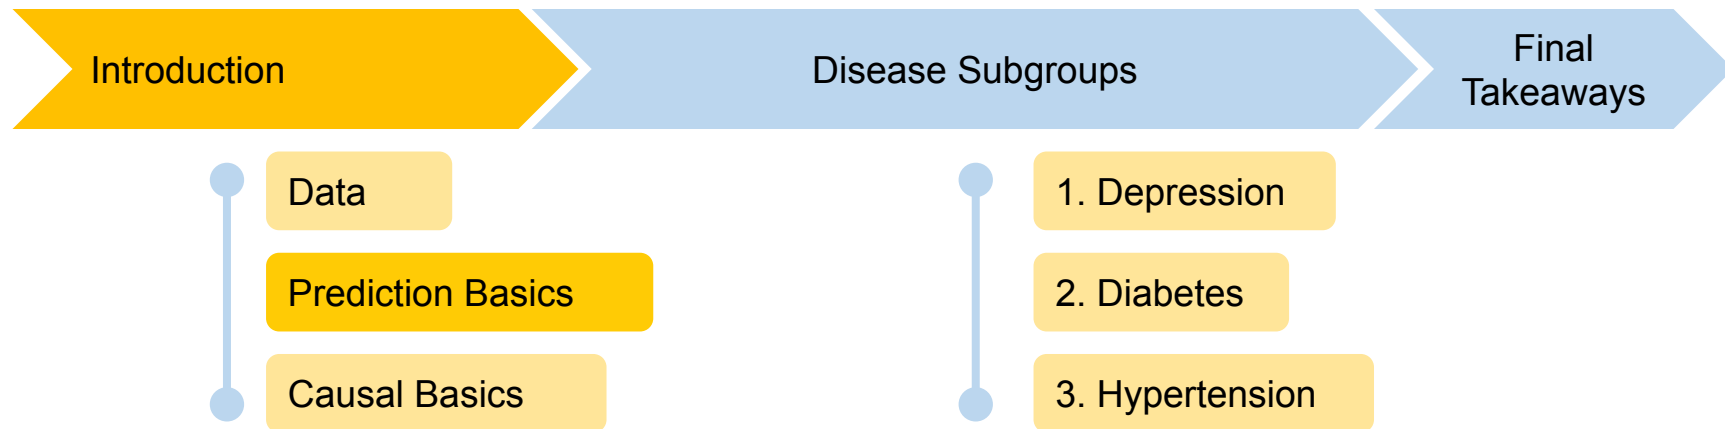 Introduction
Disease Subgroups
Final
Takeaways
Data
Prediction Basics
Causal Basics
1. Depression
2. Diabetes
3. Hypertension